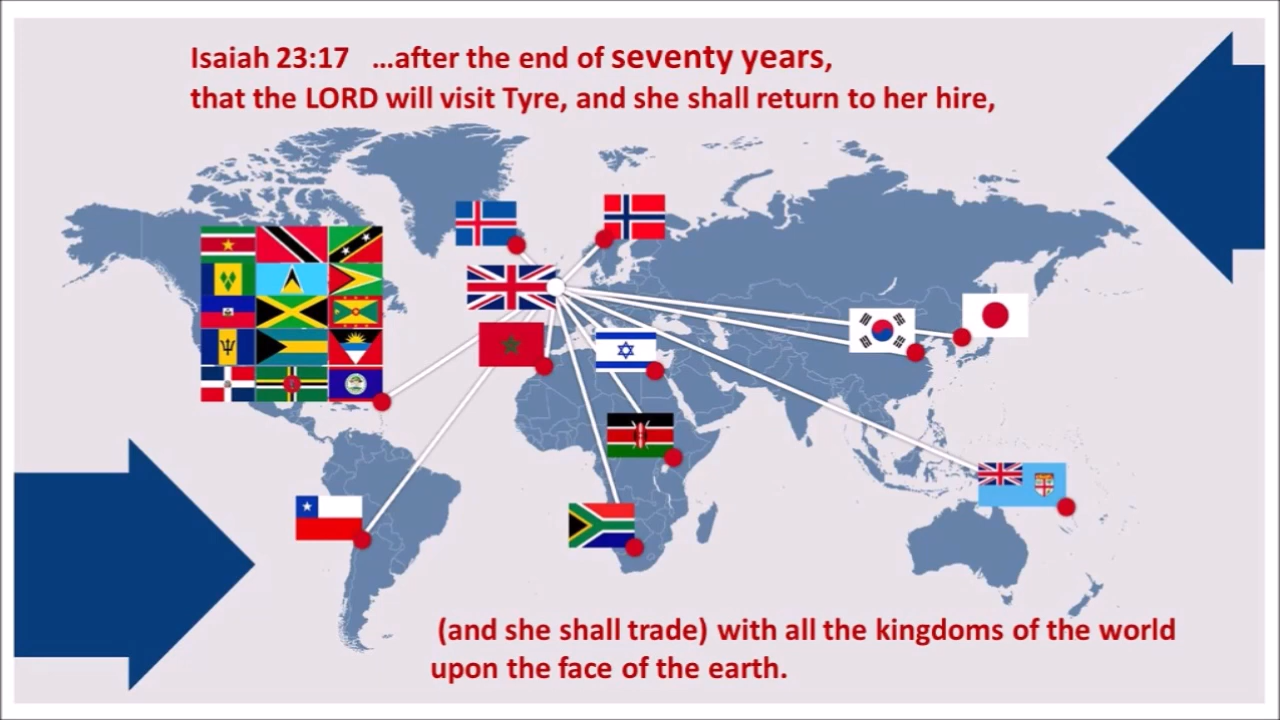 Isaiah 23:17 …after the end of seventy years,
that the LORD will visit Tyre, and she shall return to her hire,
(and she shall trade) with all the kingdoms of the world
upon the face of the earth.